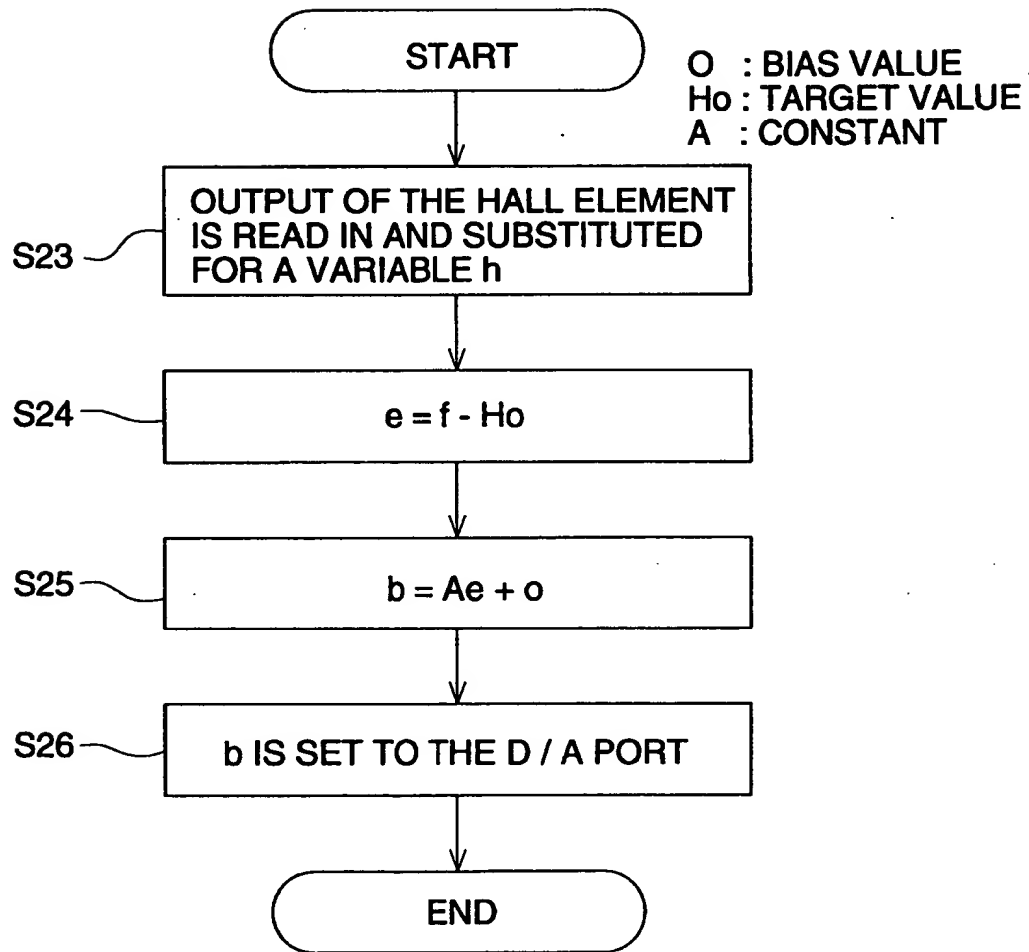 START
O : BIAS VALUE
Ho : TARGET VALUE
A : CONSTANT
S23
OUTPUT OF THE HALL ELEMENT
IS READ IN AND SUBSTITUTED
FOR A VARIABLE h
S24
e = f - Ho
S25
b = Ae + o
S26
b IS SET TO THE D / A PORT
END